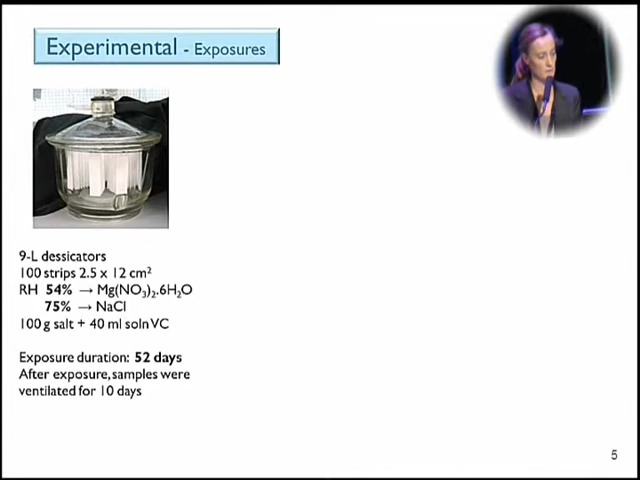 Experimental - Exposures
9-L dessicators
100 strips 2.5 x 12 cm²
RH 54% → Mg(NO₃)₂.6H₂O
75% → NaCl
100 g salt + 40 ml soln VC
Exposure duration: 52 days
After exposure, samples were
ventilated for 10 days
5